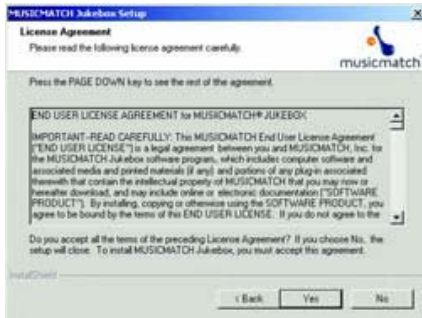 MUSICMATCH Jukebox Setup
License Agreement
Please read the following license agreement carefully.
musicmatch
Press the PAGE DOWN key to see the rest of the agreement.
END USER LICENSE AGREEMENT for MUSICMATCH® JUKEBOX
IMPORTANT-READ CAREFULLY: This MUSICMATCH End User License Agreement
("END USER LICENSE") is a legal agreement between you and MUSICMATCH, Inc. for
the MUSICMATCH Jukebox software program, which includes computer software and
associated media and printed materials (if any) and portions of any plug-in associated
therewith that contain the intellectual property of MUSICMATCH that you may now or
hereafter download, and may include online or electronic documentation ("SOFTWARE
PRODUCT"). By installing, copying or otherwise using the SOFTWARE PRODUCT, you
agree to be bound by the terms of this END USER LICENSE. If you do not agree to the
Do you accept all the terms of the preceding License Agreement? If you choose No, the
setup will close. To install MUSICMATCH Jukebox, you must accept this agreement.
InstallShield
< Back
Yes
No